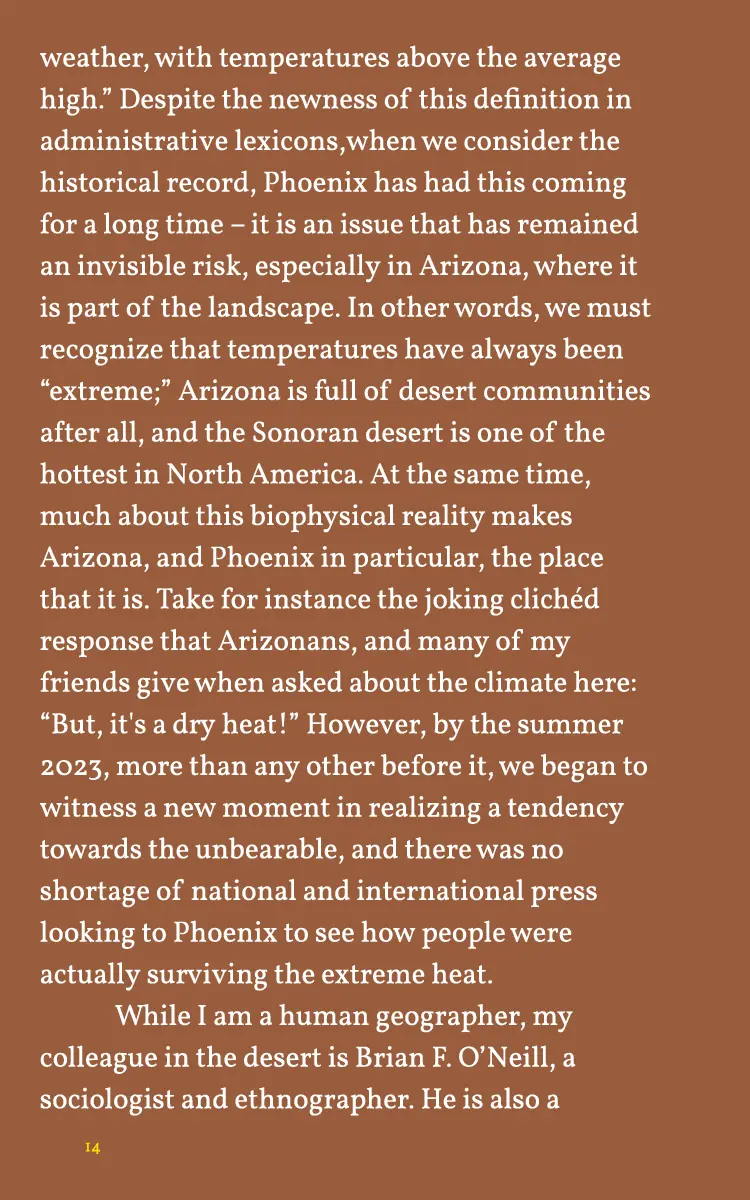 weather, with temperatures above the average
high.” Despite the newness of this definition in
administrative lexicons,when we consider the
historical record, Phoenix has had this coming
for a long time – it is an issue that has remained
an invisible risk, especially in Arizona, where it
is part of the landscape. In other words, we must
recognize that temperatures have always been
“extreme;” Arizona is full of desert communities
after all, and the Sonoran desert is one of the
hottest in North America. At the same time,
much about this biophysical reality makes
Arizona, and Phoenix in particular, the place
that it is. Take for instance the joking clichéd
response that Arizonans, and many of my
friends give when asked about the climate here:
“But, it's a dry heat!” However, by the summer
2023, more than any other before it, we began to
witness a new moment in realizing a tendency
towards the unbearable, and there was no
shortage of national and international press
looking to Phoenix to see how people were
actually surviving the extreme heat.
While I am a human geographer, my
colleague in the desert is Brian F. O’Neill, a
sociologist and ethnographer. He is also a
14